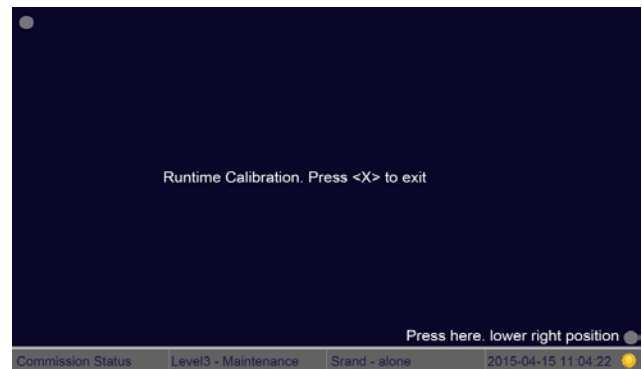 Runtime Calibration. Press <X> to exit
Press here. lower right position
Commission Status Level3 - Maintenance Srand - alone 2015-04-15 11:04:22